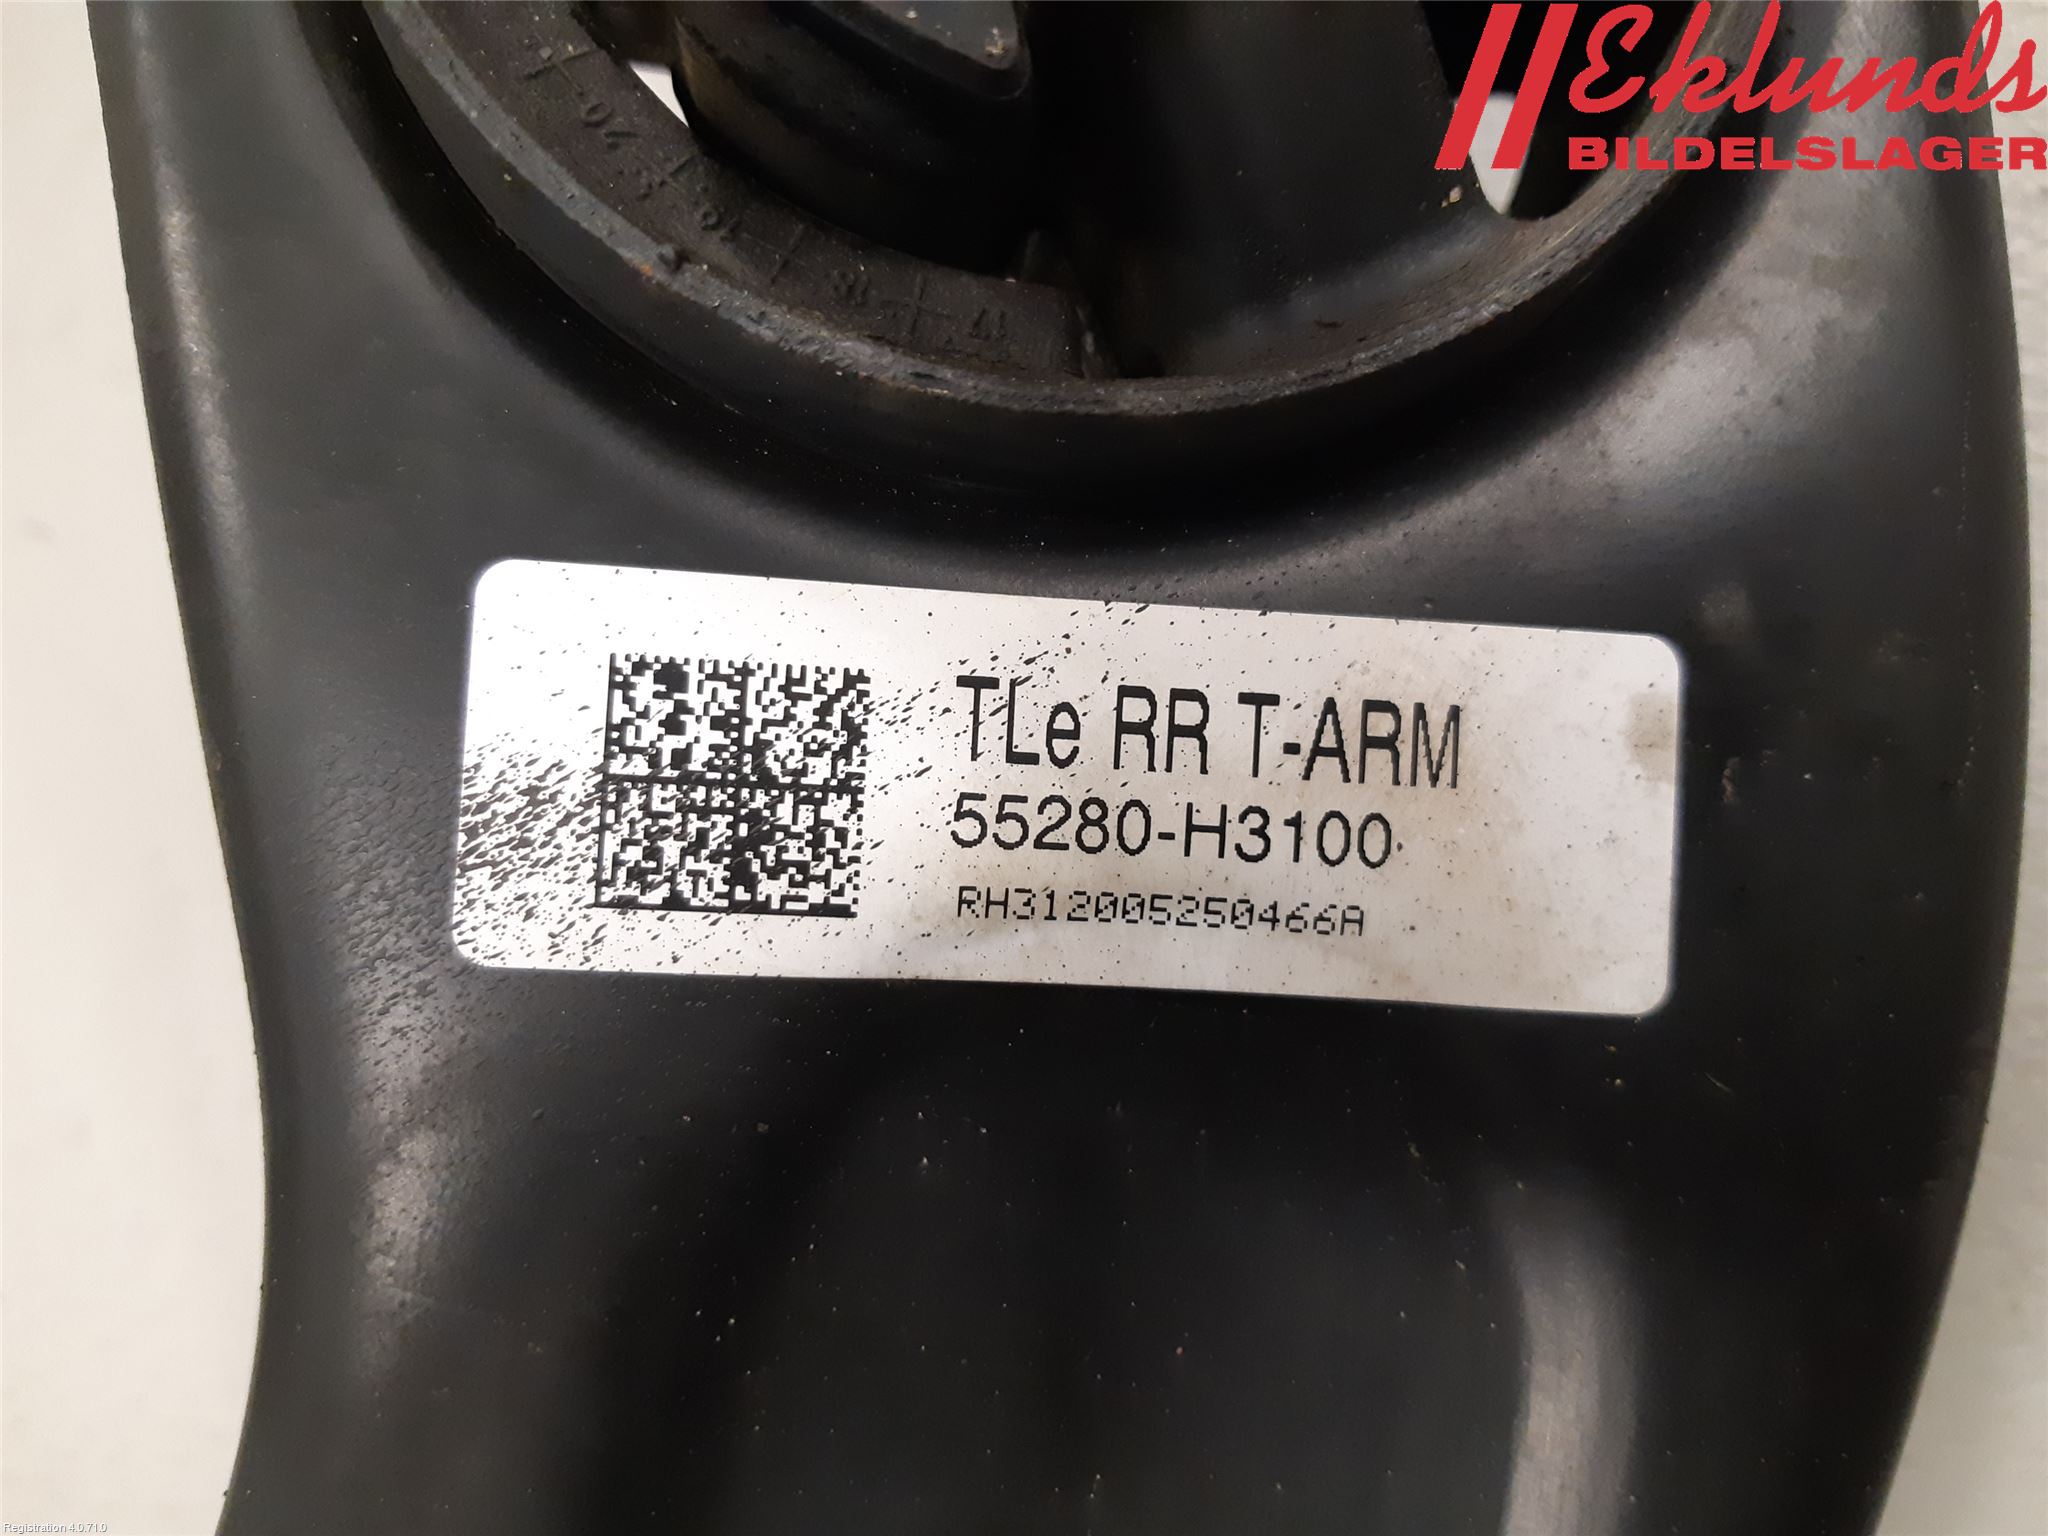 Eklunds
BILDELSLAGER
TLe RR T-ARM
55280-H3100
RH312005250466A
Registration 4.0.71.0